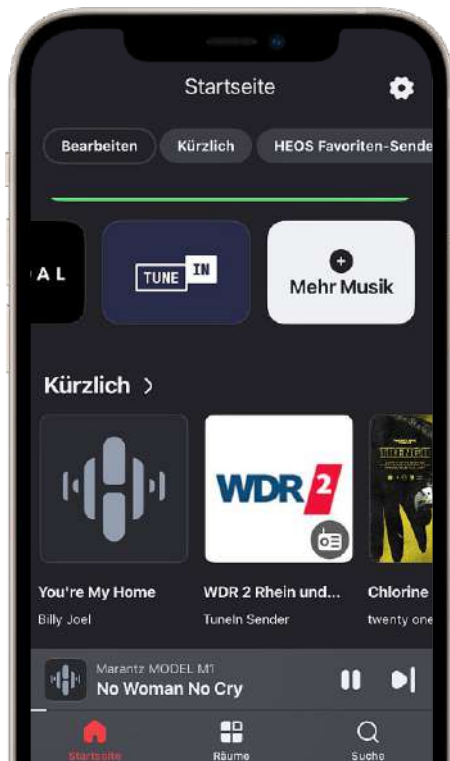 Startseite
Bearbeiten
Kürzlich
HEOS Favoriten-Sende
AL
TUNE IN
Mehr Musik
Kürzlich
WDR 2
You're My Home
WDR 2 Rhein und...
Chlorine
Billy Joel
TuneIn Sender
twenty one
Marantz MODEL M1
No Woman No Cry
Startseite
Räume
Suche